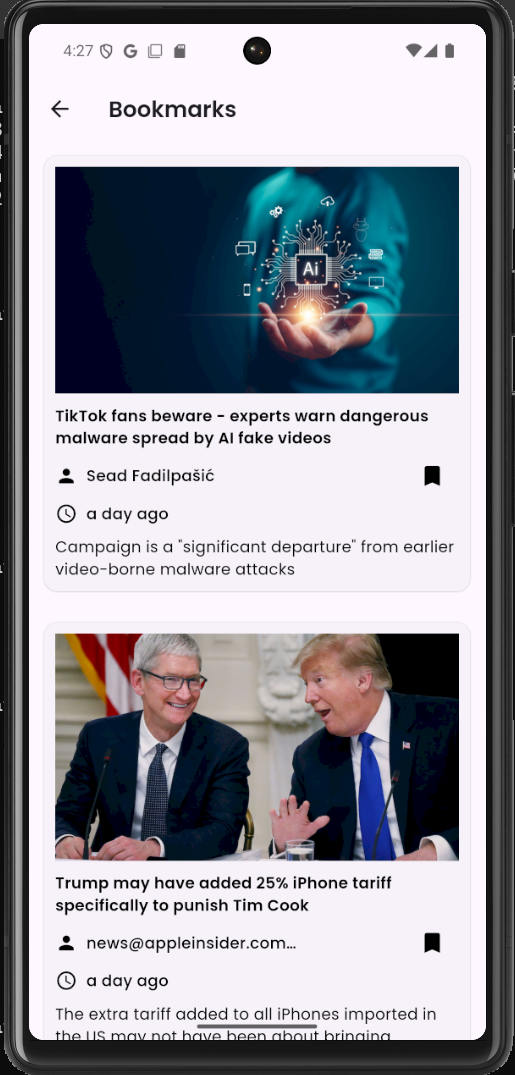 4:27
Bookmarks
Ai
TikTok fans beware - experts warn dangerous
malware spread by AI fake videos
Sead Fadilpašić
a day ago
Campaign is a "significant departure" from earlier
video-borne malware attacks
Trump may have added 25% iPhone tariff
specifically to punish Tim Cook
news@appleinsider.com…
a day ago
The extra tariff added to all iPhones imported in
the US may not have been about bringing